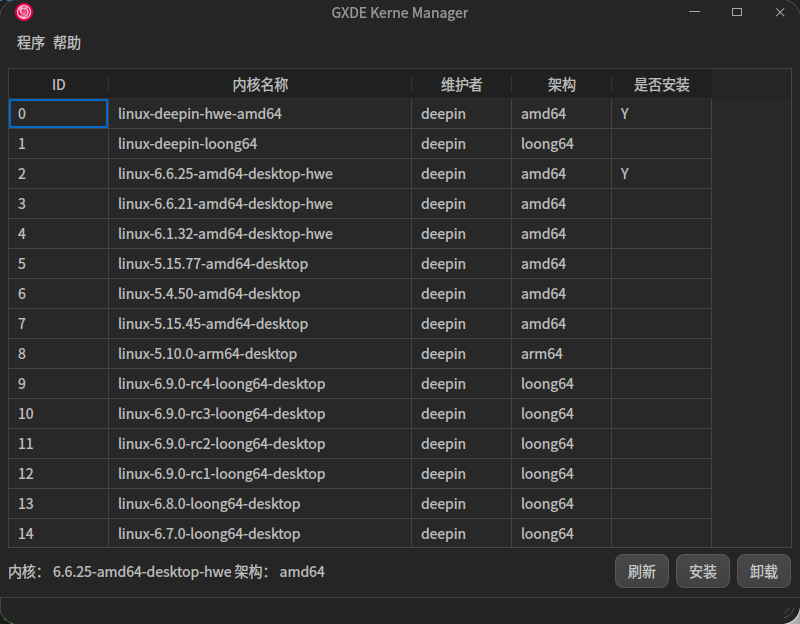 GXDE Kerne Manager
程序 帮助
ID 内核名称 维护者 架构 是否安装
0 linux-deepin-hwe-amd64 deepin amd64 Y
1 linux-deepin-loong64 deepin loong64
2 linux-6.6.25-amd64-desktop-hwe deepin amd64 Y
3 linux-6.6.21-amd64-desktop-hwe deepin amd64
4 linux-6.1.32-amd64-desktop-hwe deepin amd64
5 linux-5.15.77-amd64-desktop deepin amd64
6 linux-5.4.50-amd64-desktop deepin amd64
7 linux-5.15.45-amd64-desktop deepin amd64
8 linux-5.10.0-arm64-desktop deepin arm64
9 linux-6.9.0-rc4-loong64-desktop deepin loong64
10 linux-6.9.0-rc3-loong64-desktop deepin loong64
11 linux-6.9.0-rc2-loong64-desktop deepin loong64
12 linux-6.9.0-rc1-loong64-desktop deepin loong64
13 linux-6.8.0-loong64-desktop deepin loong64
14 linux-6.7.0-loong64-desktop deepin loong64
内核： 6.6.25-amd64-desktop-hwe 架构： amd64 刷新 安装 卸载